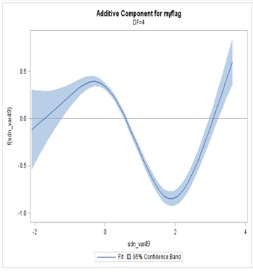 Additive Component for myflag
DF=4
f(sdn_var49)
0.5
0.0
-0.5
-1.0
-2 0 2 4
sdn_var49
Fit 95% Confidence Band